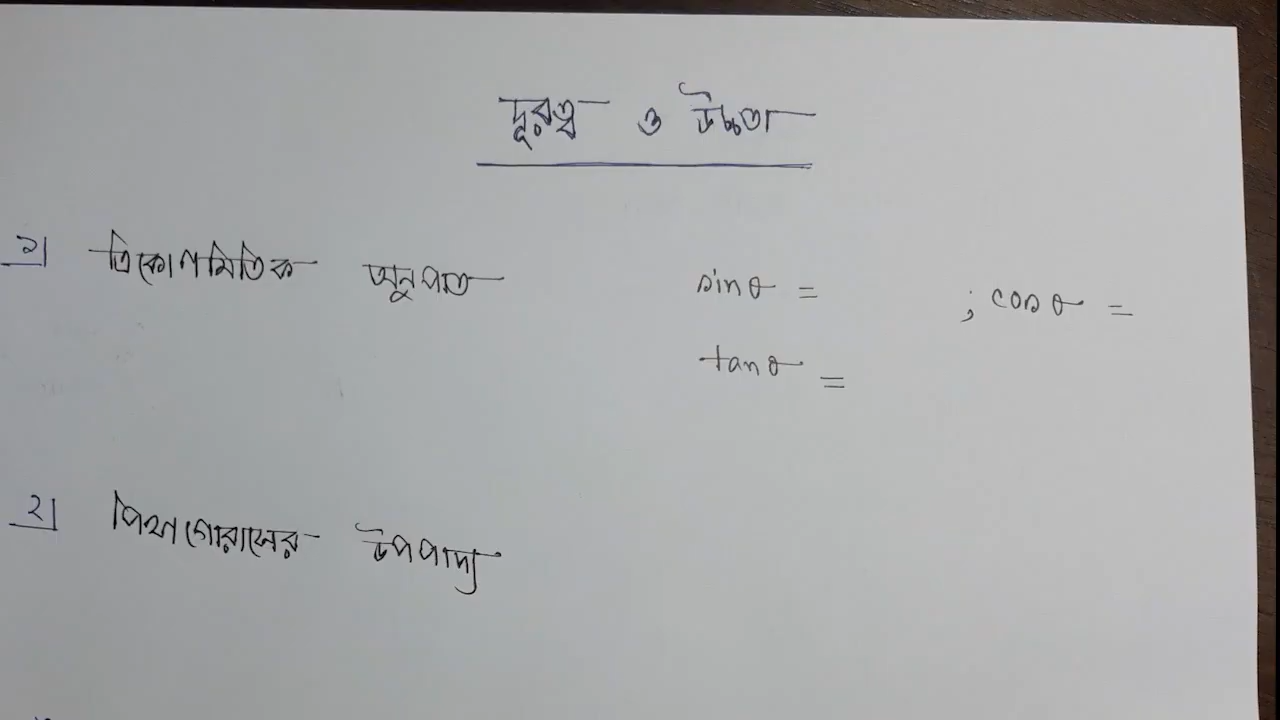 দূরত্ব ও উচ্চতা
১। ত্রিকোণমিতিক অনুপাত sinθ = ; cosθ =
tanθ =
২। পিথাগোরাসের উপপাদ্য